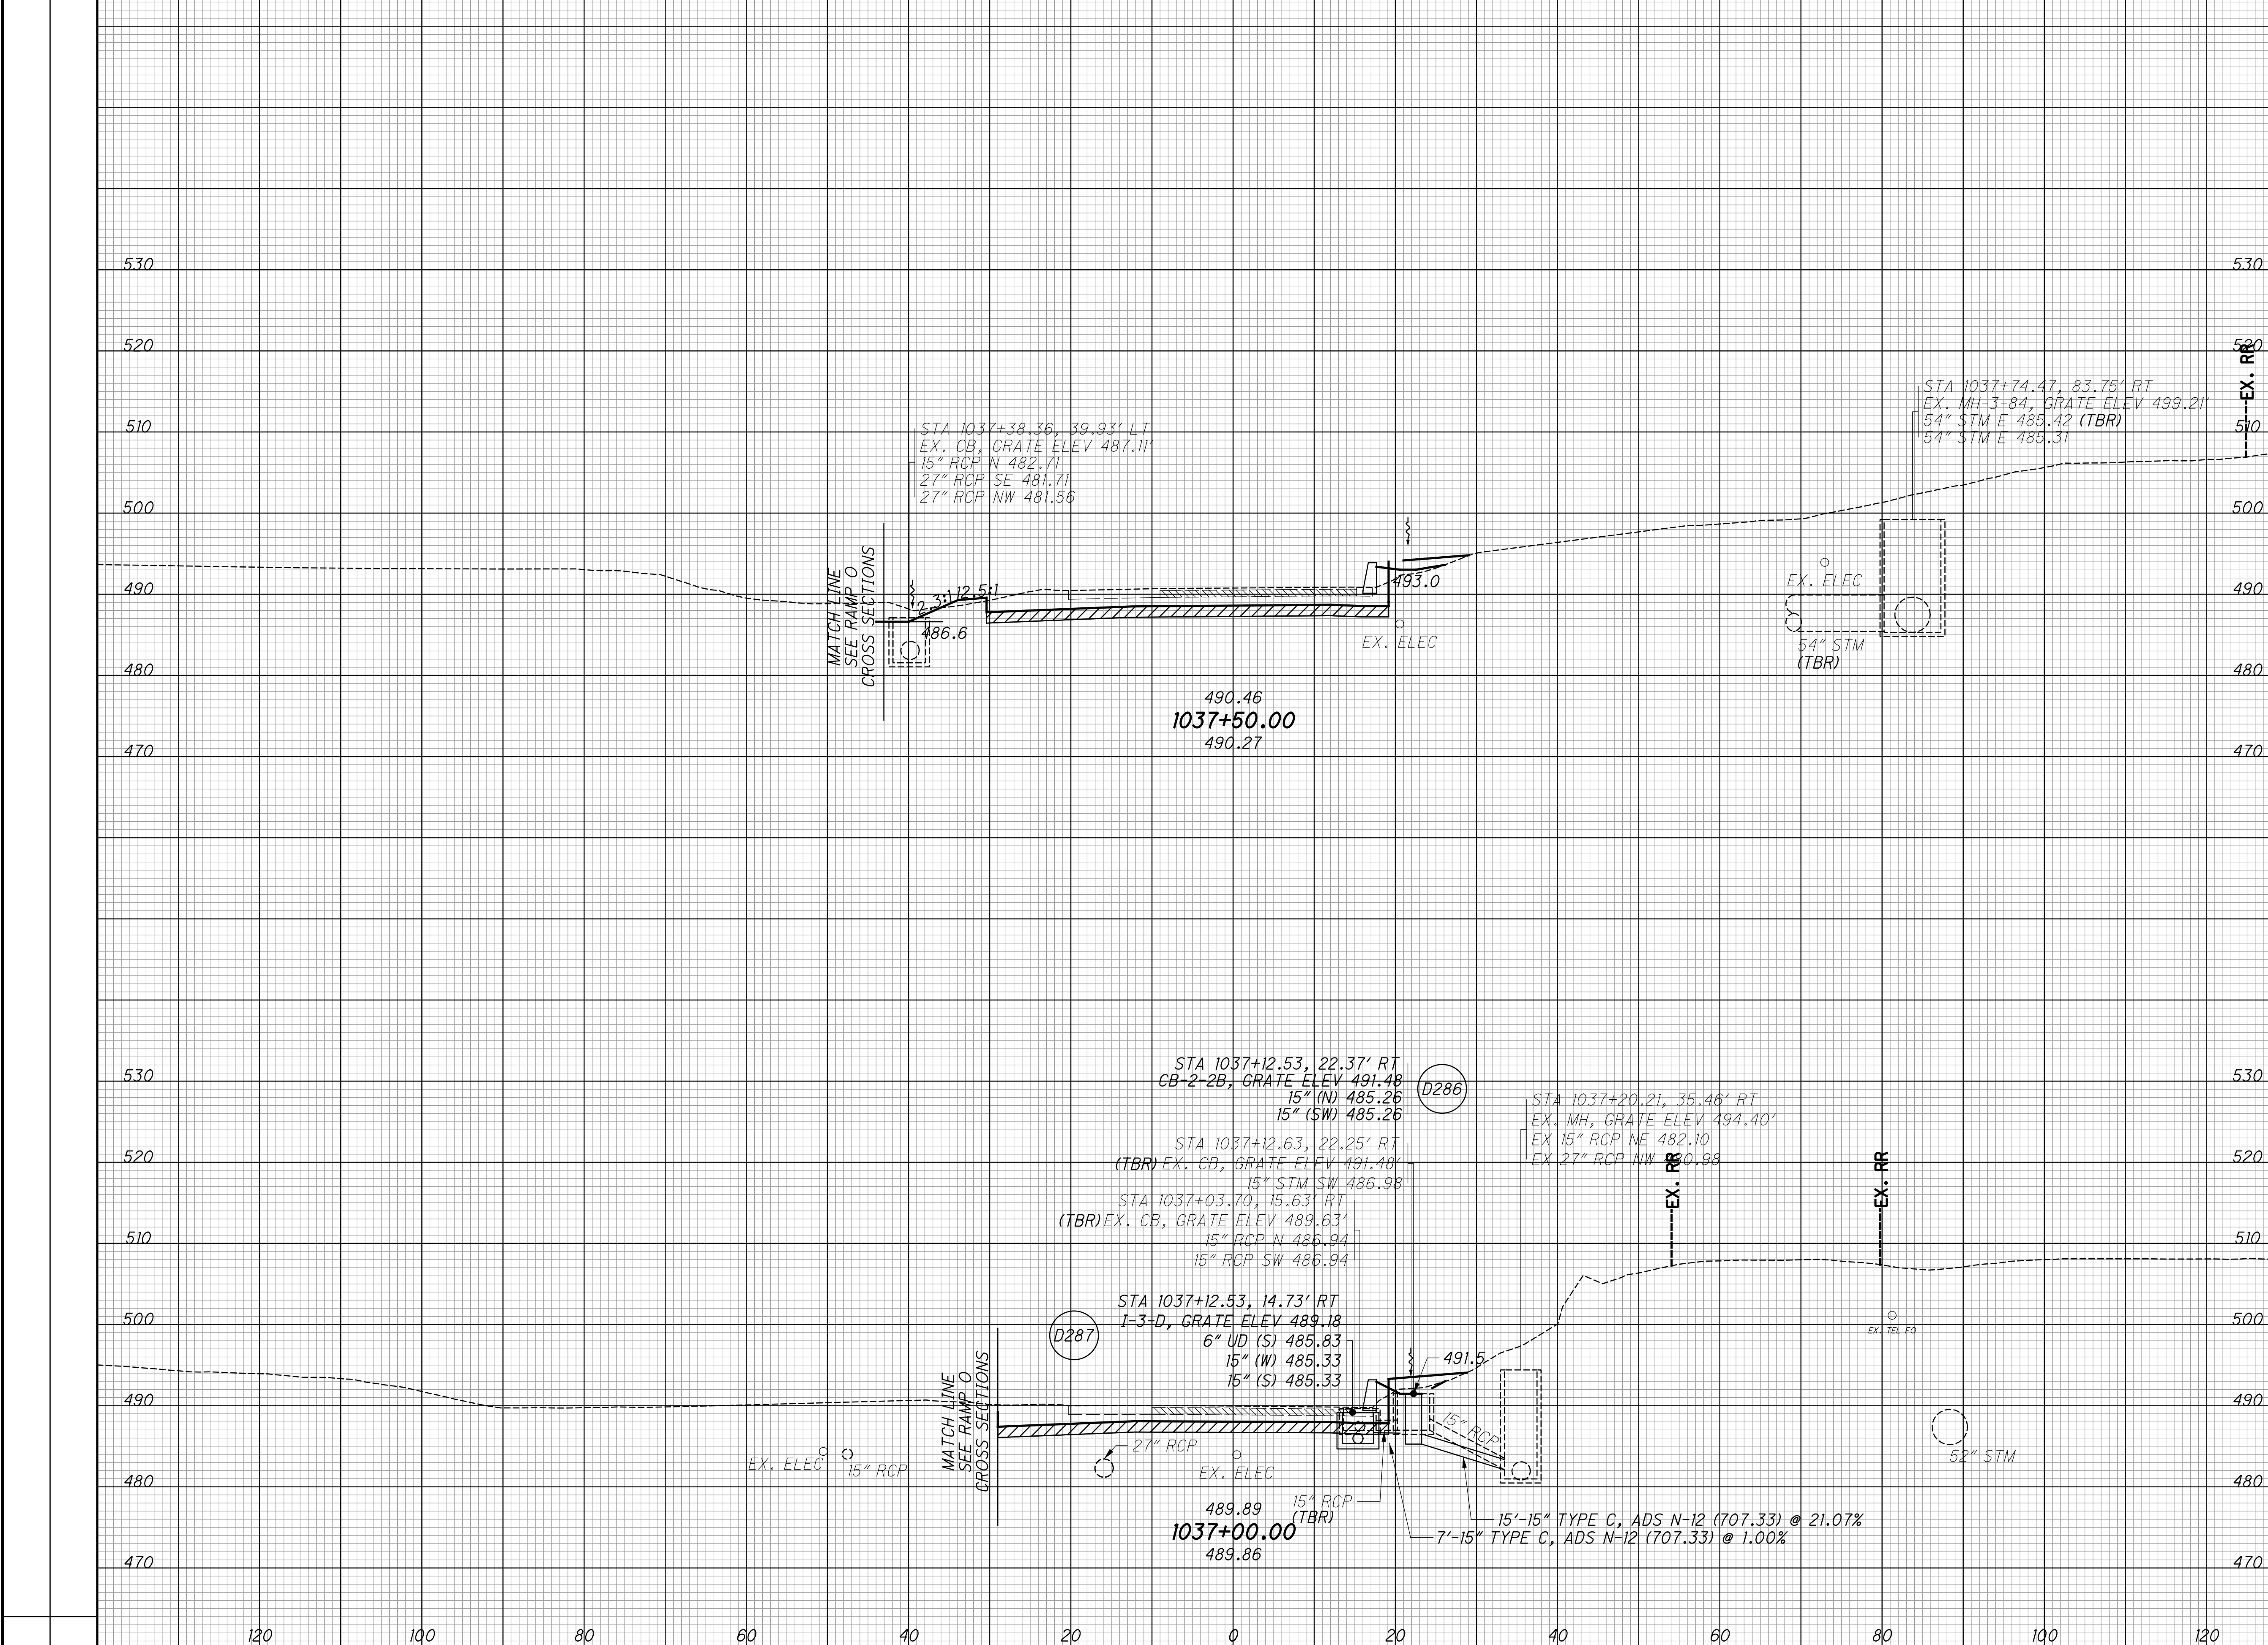 530
530
520
520
EX. RR
510
510
500
500
490
490
480
480
470
470
STA 1037+38.36, 39.93' LT
EX. CB, GRATE ELEV 487.11'
15" RCP N 482.71
27" RCP SE 481.71
27" RCP NW 481.56
STA 1037+74.47, 83.75' RT
EX. MH-3-84, GRATE ELEV 499.21'
54" STM E 485.42 (TBR)
54" STM E 485.31
MATCH LINE
SEE RAMP O
CROSS SECTIONS
2.3:1
12.5:1
486.6
493.0
EX. ELEC
EX. ELEC
54" STM
(TBR)
490.46
1037+50.00
490.27
530
530
520
520
510
510
500
500
490
490
480
480
470
470
STA 1037+12.53, 22.37' RT
CB-2-2B, GRATE ELEV 491.48
15" (N) 485.26
15" (SW) 485.26
D286
STA 1037+12.63, 22.25' RT
(TBR) EX. CB, GRATE ELEV 491.48'
15" STM SW 486.98
STA 1037+03.70, 15.63' RT
(TBR) EX. CB, GRATE ELEV 489.63'
15" RCP N 486.94
15" RCP SW 486.94
STA 1037+12.53, 14.73' RT
I-3-D, GRATE ELEV 489.18
6" UD (S) 485.83
15" (W) 485.33
15" (S) 485.33
D287
STA 1037+20.21, 35.46' RT
EX. MH, GRATE ELEV 494.40'
EX 15" RCP NE 482.10
EX 27" RCP NW 480.98
EX. RR
EX. RR
EX. TEL FO
491.5
MATCH LINE
SEE RAMP O
CROSS SECTIONS
15" RCP
EX. ELEC
15" RCP
27" RCP
EX. ELEC
52" STM
15" RCP
(TBR)
15'-15" TYPE C, ADS N-12 (707.33) @ 21.07%
7'-15" TYPE C, ADS N-12 (707.33) @ 1.00%
489.89
1037+00.00
489.86
120
100
80
60
40
20
0
20
40
60
80
100
120